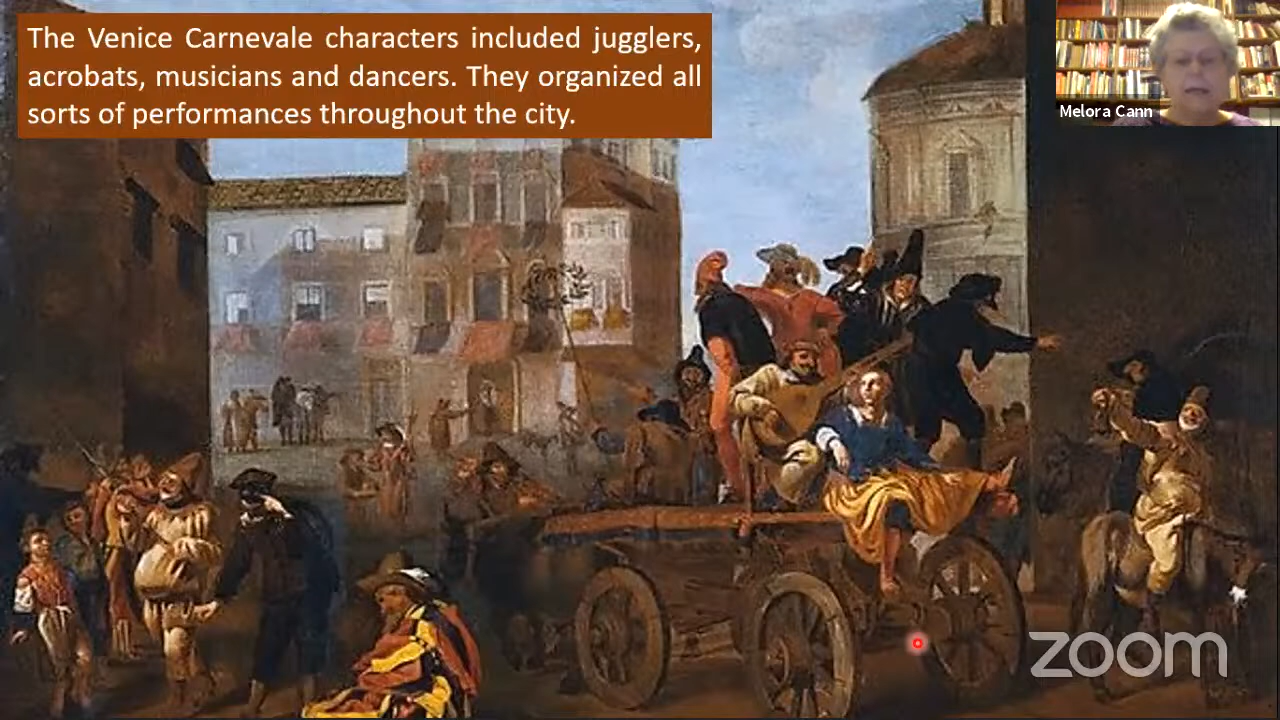 The Venice Carnevale characters included jugglers,
acrobats, musicians and dancers. They organized all
sorts of performances throughout the city.
Melora Cann
zoom